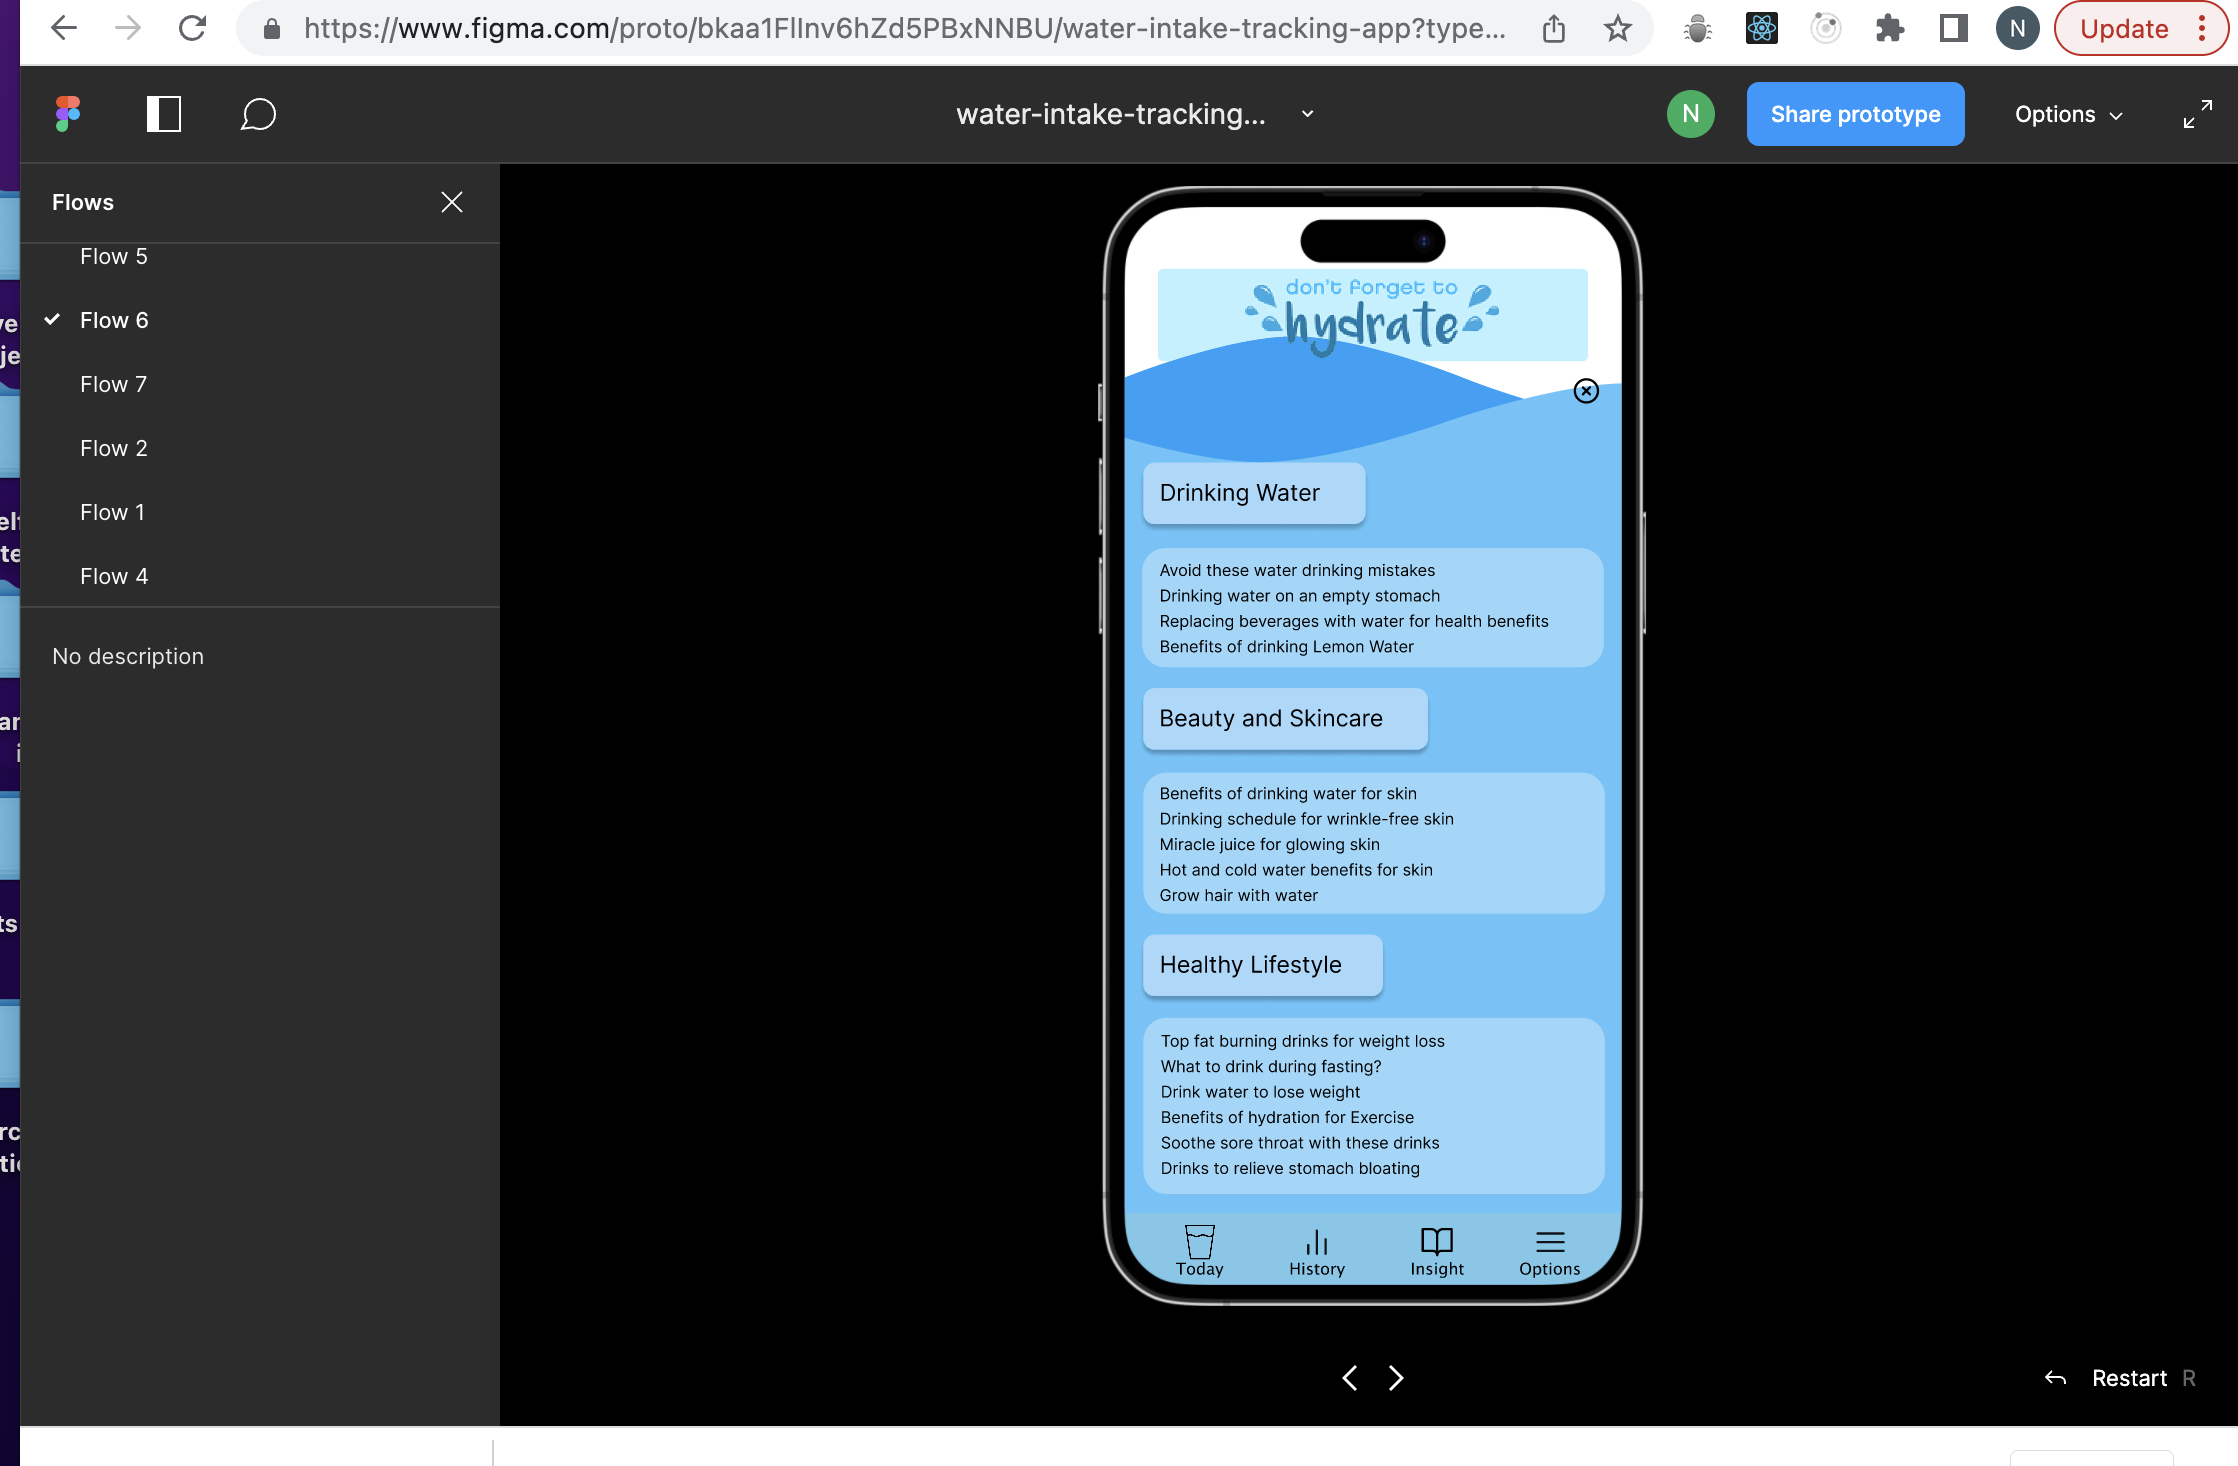 https://www.figma.com/proto/bkaa1FlInv6hZd5PBxNNBU/water-intake-tracking-app?type...
N
Update
water-intake-tracking...
N
Share prototype
Options
Flows
Flow 5
Flow 6
Flow 7
Flow 2
Flow 1
Flow 4
No description
don't forget to
hydrate
Drinking Water
Avoid these water drinking mistakes
Drinking water on an empty stomach
Replacing beverages with water for health benefits
Benefits of drinking Lemon Water
Beauty and Skincare
Benefits of drinking water for skin
Drinking schedule for wrinkle-free skin
Miracle juice for glowing skin
Hot and cold water benefits for skin
Grow hair with water
Healthy Lifestyle
Top fat burning drinks for weight loss
What to drink during fasting?
Drink water to lose weight
Benefits of hydration for Exercise
Soothe sore throat with these drinks
Drinks to relieve stomach bloating
Today
History
Insight
Options
Restart R